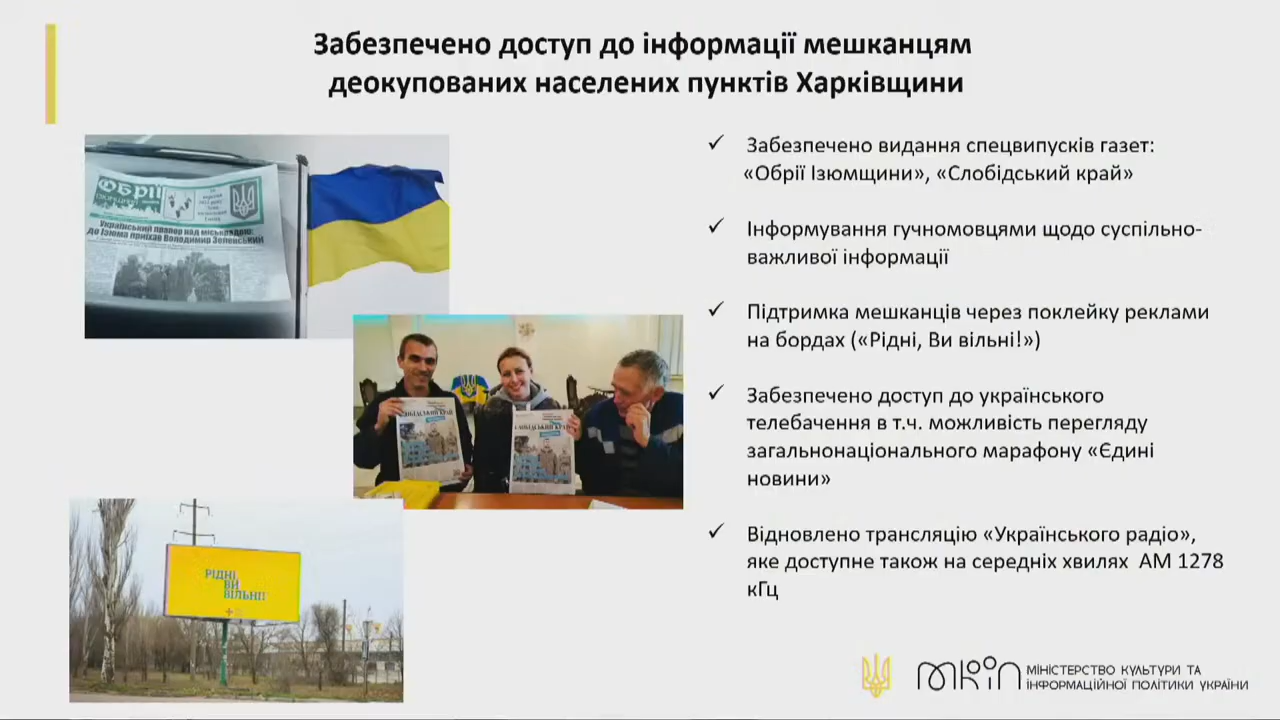 Забезпечено доступ до інформації мешканцям
деокупованих населених пунктів Харківщини
✓ Забезпечено видання спецвипусків газет:
«Обрії Ізюмщини», «Слобідський край»
✓ Інформування гучномовцями щодо суспільно-
важливої інформації
✓ Підтримка мешканців через поклейку реклами
на бордах («Рідні, Ви вільні!»)
✓ Забезпечено доступ до українського
телебачення в т.ч. можливість перегляду
загальнонаціонального марафону «Єдині
новини»
✓ Відновлено трансляцію «Українського радіо»,
яке доступне також на середніх хвилях АМ 1278
кГц
ОБРІЇ
Український прапор над міськрадою:
до Ізюма приїхав Володимир Зеленський
СЛОБІДСЬКИЙ КРАЙ
СЛОБІДСЬКИЙ КРАЙ
РІДНІ,
ВИ
ВІЛЬНІ!
МКІП
МІНІСТЕРСТВО КУЛЬТУРИ ТА
ІНФОРМАЦІЙНОЇ ПОЛІТИКИ УКРАЇНИ